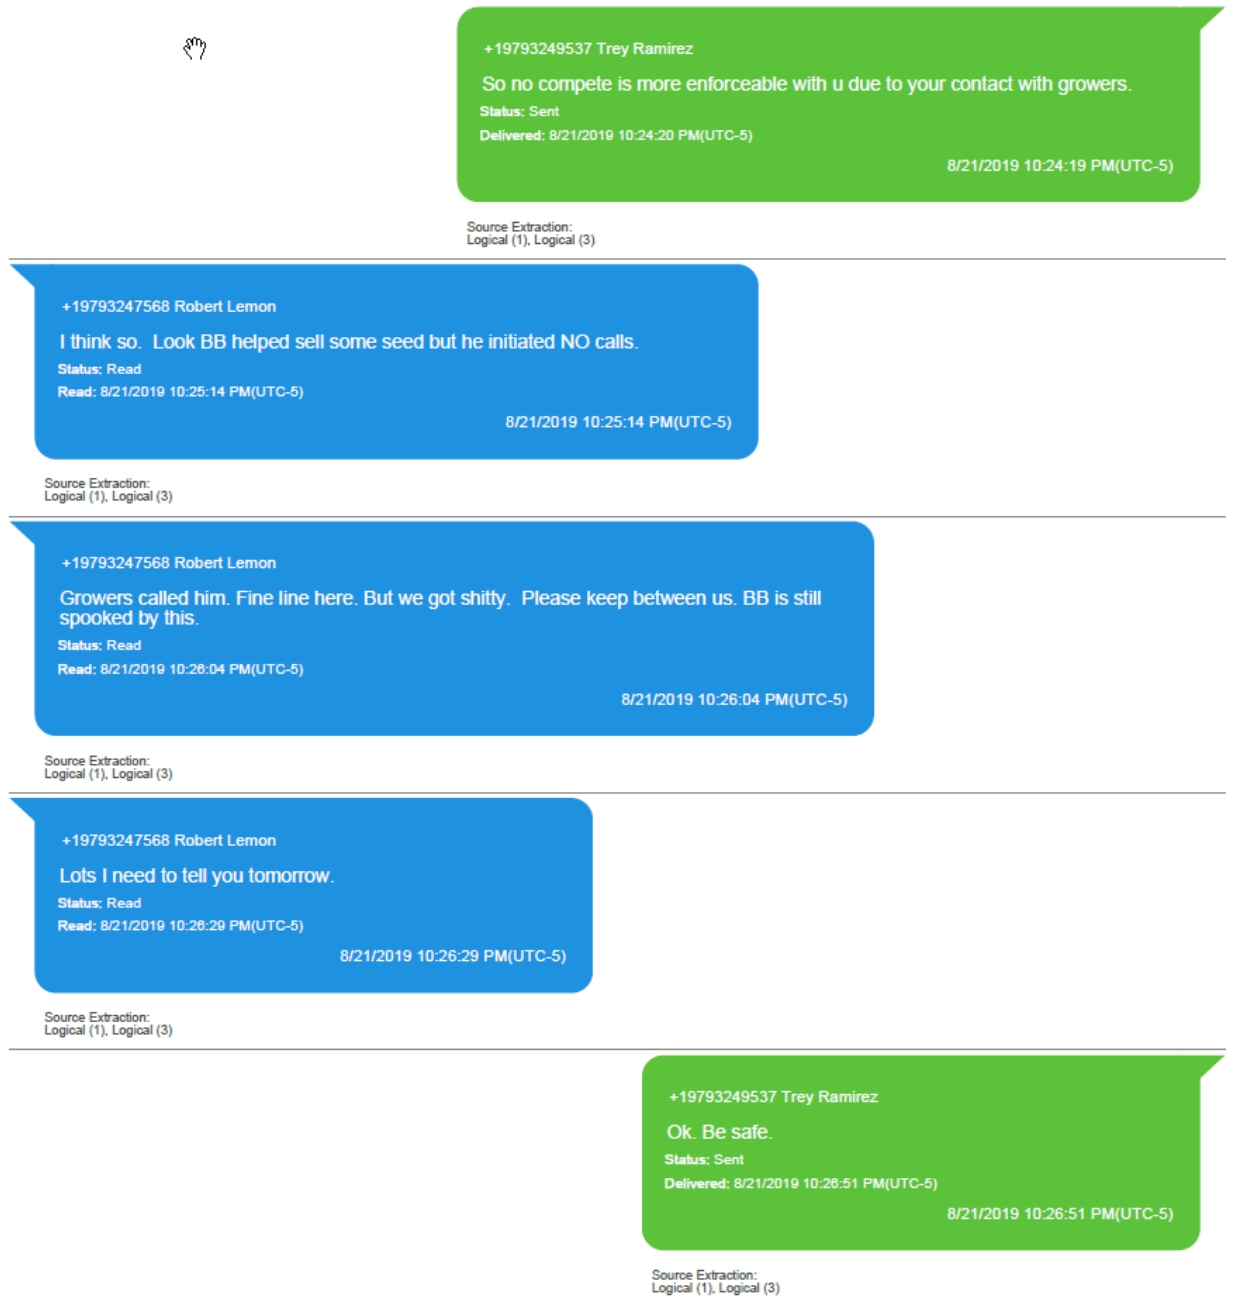 +19793249537 Trey Ramirez
So no compete is more enforceable with u due to your contact with growers.
Status: Sent
Delivered: 8/21/2019 10:24:20 PM(UTC-5)
8/21/2019 10:24:19 PM(UTC-5)
Source Extraction:
Logical (1), Logical (3)
+19793247568 Robert Lemon
I think so.  Look BB helped sell some seed but he initiated NO calls.
Status: Read
Read: 8/21/2019 10:25:14 PM(UTC-5)
8/21/2019 10:25:14 PM(UTC-5)
Source Extraction:
Logical (1), Logical (3)
+19793247568 Robert Lemon
Growers called him. Fine line here. But we got shitty.  Please keep between us. BB is still
spooked by this.
Status: Read
Read: 8/21/2019 10:26:04 PM(UTC-5)
8/21/2019 10:26:04 PM(UTC-5)
Source Extraction:
Logical (1), Logical (3)
+19793247568 Robert Lemon
Lots I need to tell you tomorrow.
Status: Read
Read: 8/21/2019 10:26:29 PM(UTC-5)
8/21/2019 10:26:29 PM(UTC-5)
Source Extraction:
Logical (1), Logical (3)
+19793249537 Trey Ramirez
Ok. Be safe.
Status: Sent
Delivered: 8/21/2019 10:26:51 PM(UTC-5)
8/21/2019 10:26:51 PM(UTC-5)
Source Extraction:
Logical (1), Logical (3)